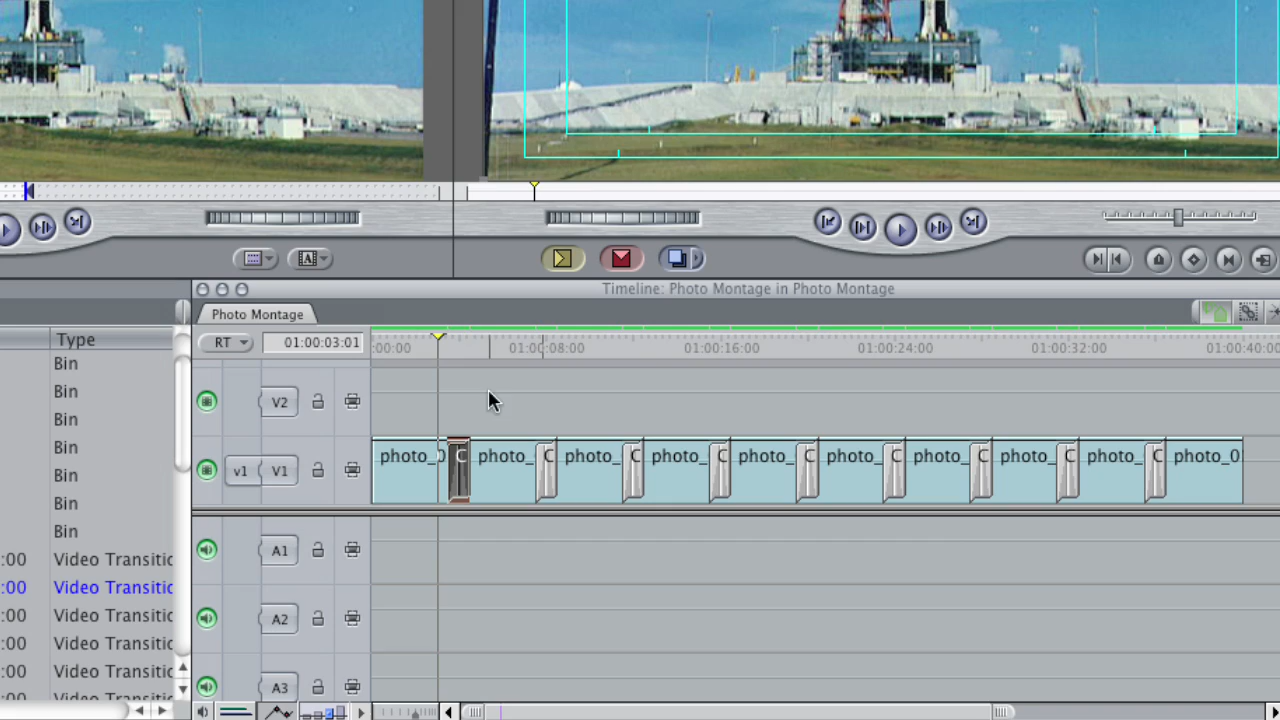 Timeline: Photo Montage in Photo Montage
Photo Montage
Type
RT
01:00:03:01
:00:00
01:00:08:00
01:00:16:00
01:00:24:00
01:00:32:00
01:00:40:00
Bin
Bin
Bin
Bin
Bin
Bin
Bin
:00 Video Transitio
:00 Video Transitio
:00 Video Transitio
:00 Video Transitio
:00 Video Transitio
:00 Video Transitio
V2
v1 V1
photo_0 C photo_ C photo_ C photo_ C photo_ C photo_ C photo_ C photo_ C photo_ C photo_0
A1
A2
A3
A